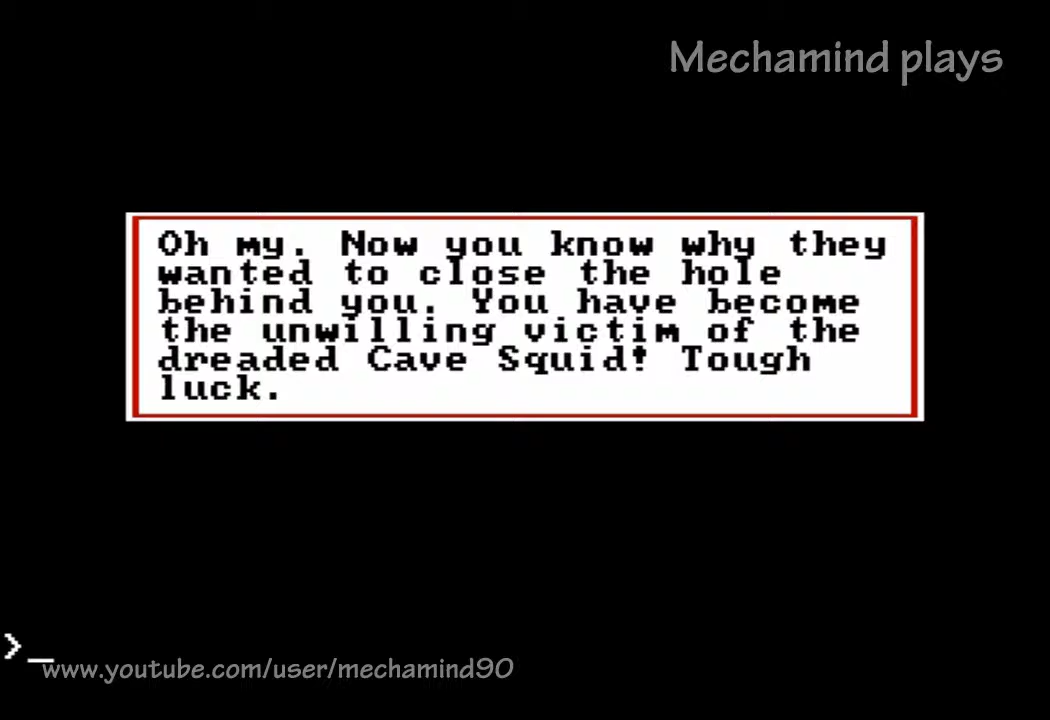 Mechamind plays
Oh my. Now you know why they
wanted to close the hole
behind you. You have become
the unwilling victim of the
dreaded Cave Squid! Tough
luck.
>_
www.youtube.com/user/mechamind90